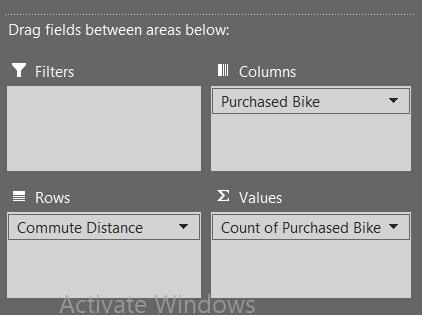 Drag fields between areas below:
Filters
Columns
Purchased Bike
Rows
Values
Commute Distance
Count of Purchased Bike
Activate Windows